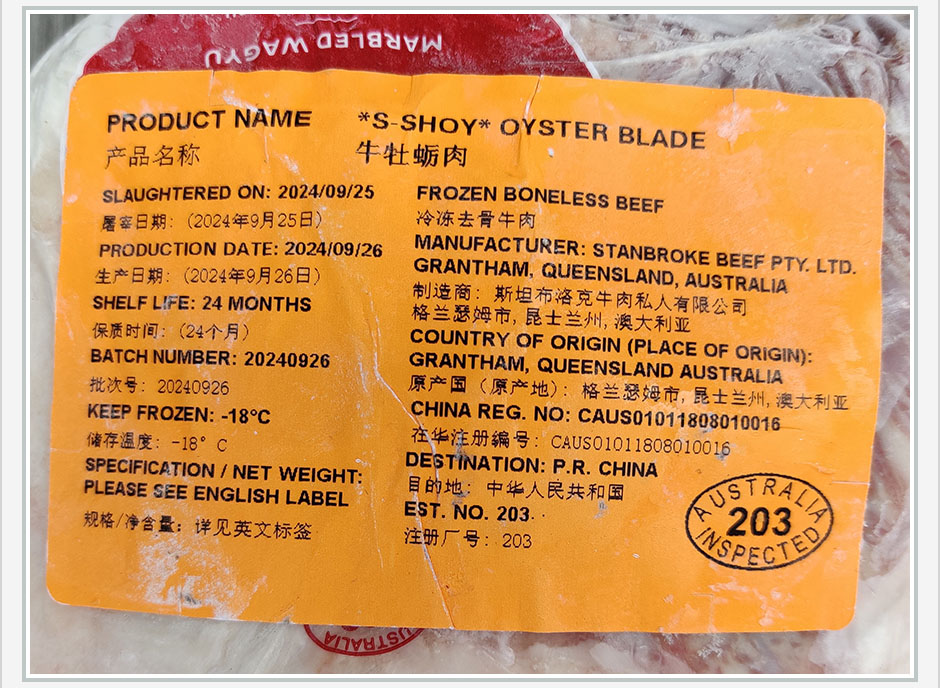 MARBLED WAGYU
PRODUCT NAME *S-SHOY* OYSTER BLADE
产品名称 牛牡蛎肉
SLAUGHTERED ON: 2024/09/25
屠宰日期：（2024年9月25日）
PRODUCTION DATE: 2024/09/26
生产日期：（2024年9月26日）
SHELF LIFE: 24 MONTHS
保质时间：（24个月）
BATCH NUMBER: 20240926
批次号：20240926
KEEP FROZEN: -18°C
储存温度：-18° C
SPECIFICATION / NET WEIGHT:
PLEASE SEE ENGLISH LABEL
规格/净含量：详见英文标签
FROZEN BONELESS BEEF
冷冻去骨牛肉
MANUFACTURER: STANBROKE BEEF PTY. LTD.
GRANTHAM, QUEENSLAND, AUSTRALIA
制造商：斯坦布洛克牛肉私人有限公司
格兰瑟姆市, 昆士兰州, 澳大利亚
COUNTRY OF ORIGIN (PLACE OF ORIGIN):
GRANTHAM, QUEENSLAND AUSTRALIA
原产国（原产地）：格兰瑟姆市, 昆士兰州, 澳大利亚
CHINA REG. NO: CAUS01011808010016
在华注册编号：CAUS01011808010016
DESTINATION: P.R. CHINA
目的地：中华人民共和国
EST. NO. 203
注册厂号：203
AUSTRALIA
203
INSPECTED
AUSTRALIA